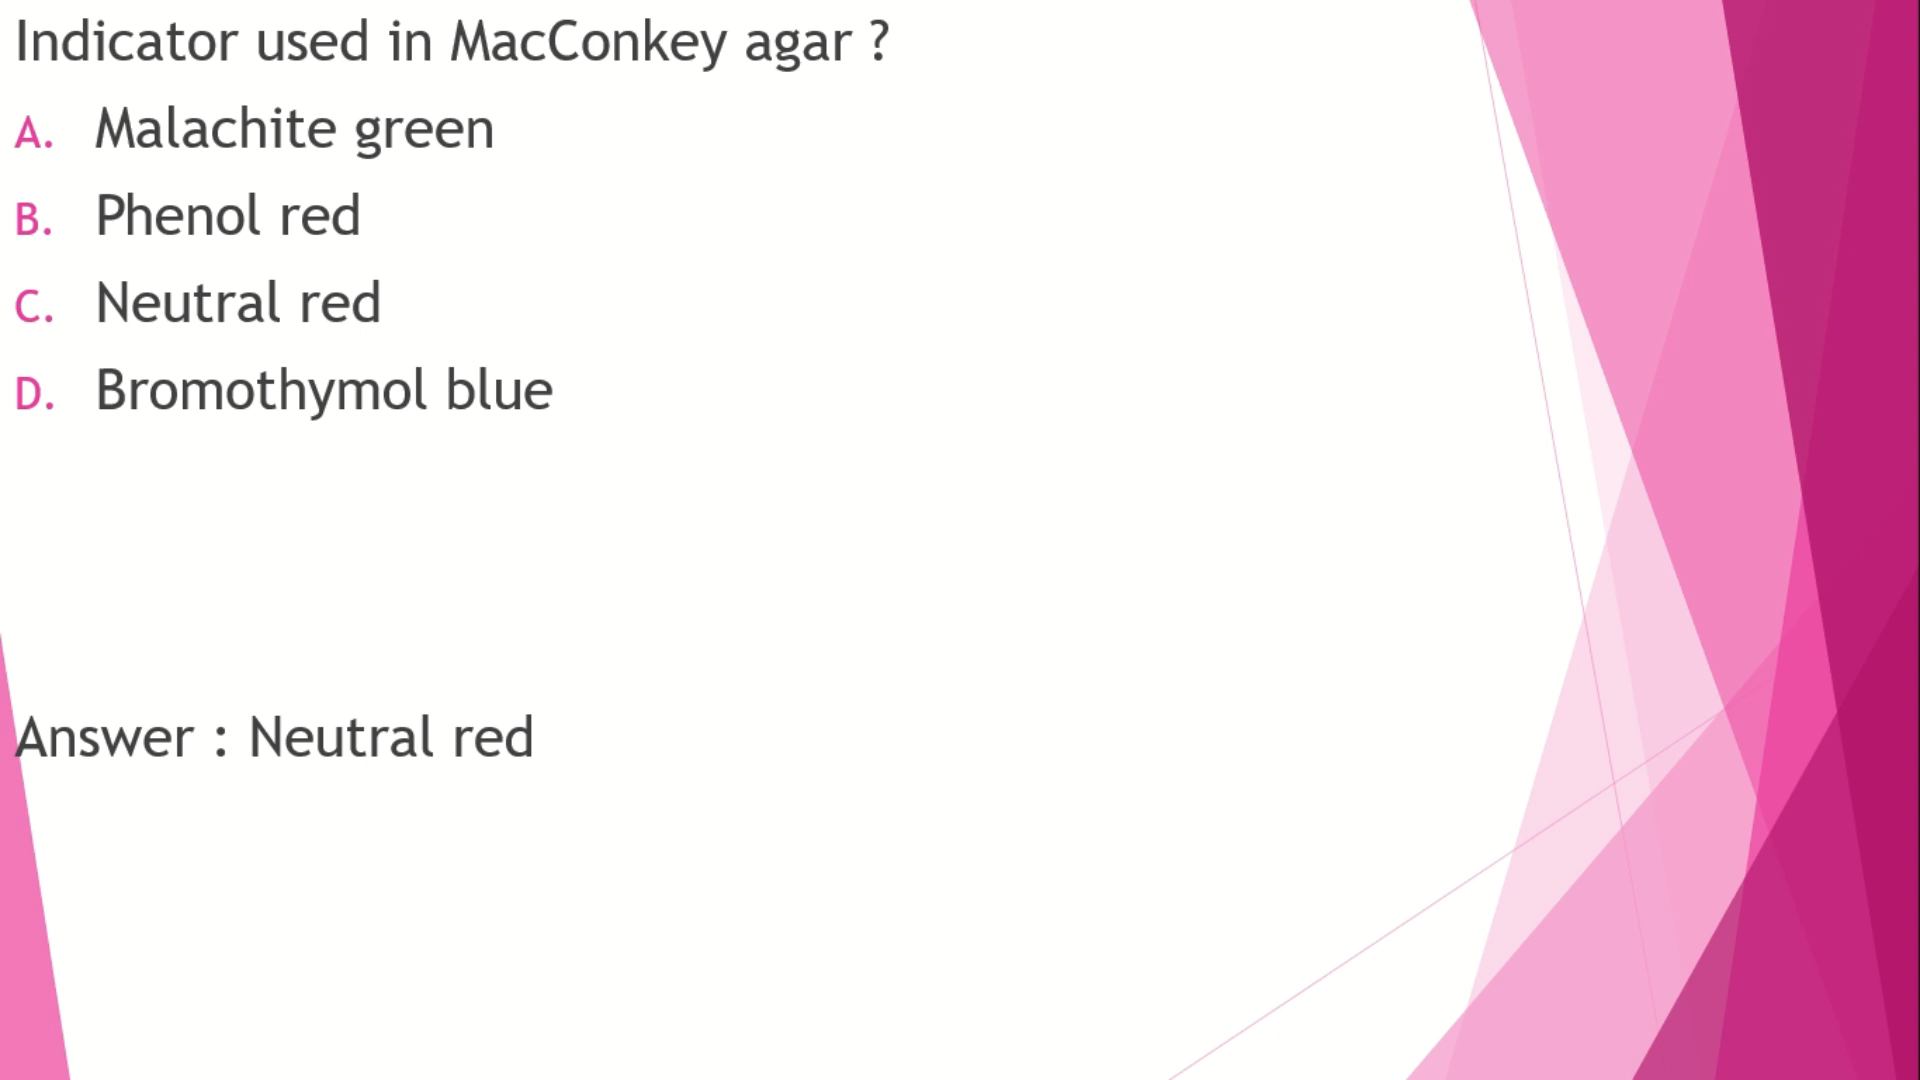 Indicator used in MacConkey agar ?
A. Malachite green
B. Phenol red
C. Neutral red
D. Bromothymol blue
Answer : Neutral red